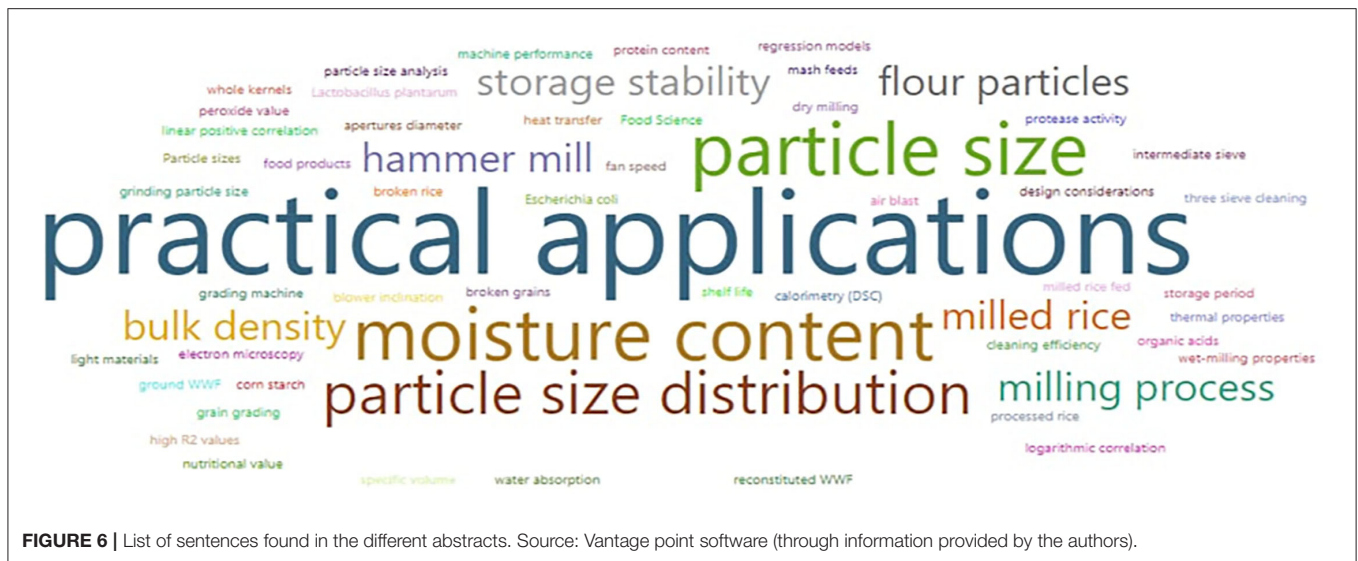 machine performance protein content regression models
particle size analysis storage stability mash feeds flour particles
whole kernels Lactobacillus plantarum dry milling
peroxide value heat transfer Food Science protease activity
linear positive correlation apertures diameter
Particle sizes food products hammer mill fan speed particle size intermediate sieve
grinding particle size broken rice Escherichia coli air blast design considerations three sieve cleaning
practical applications
grading machine blower inclination broken grains shelf life calorimetry (DSC) milled rice fed storage period
bulk density moisture content milled rice thermal properties
light materials electron microscopy cleaning efficiency organic acids
wet-milling properties
ground WWF corn starch particle size distribution milling process
grain grading processed rice
high R2 values logarithmic correlation
nutritional value
specific volume water absorption reconstituted WWF
FIGURE 6 | List of sentences found in the different abstracts. Source: Vantage point software (through information provided by the authors).